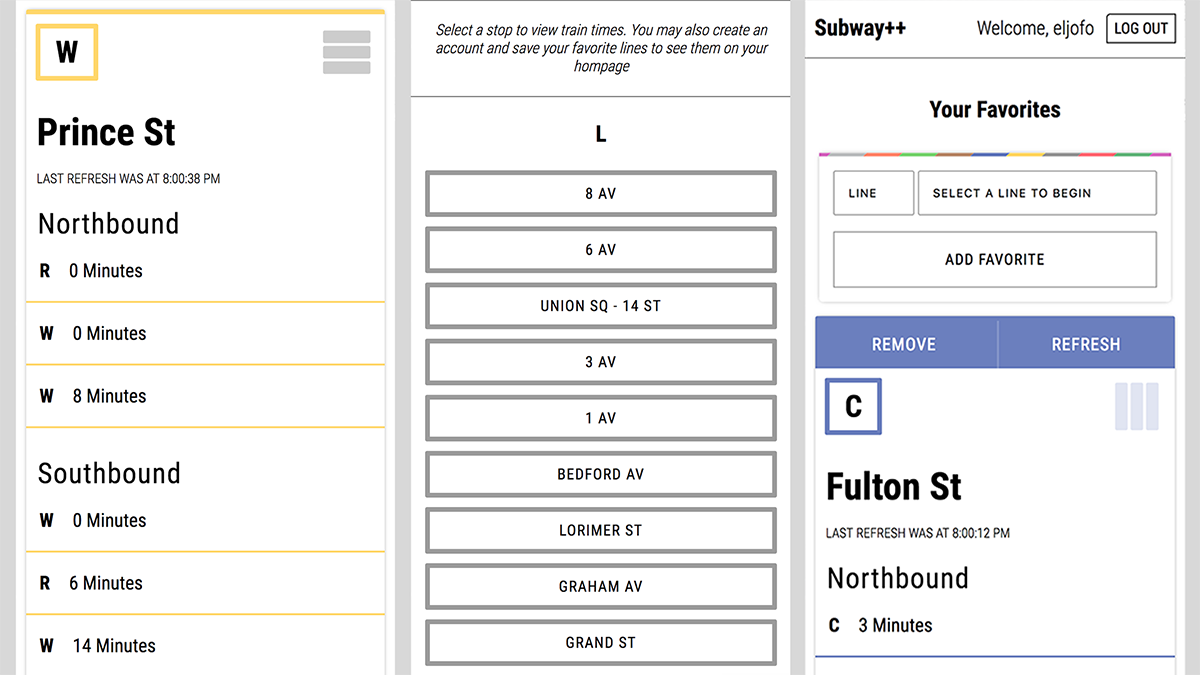 W
Prince St
LAST REFRESH WAS AT 8:00:38 PM
Northbound
R 0 Minutes
W 0 Minutes
W 8 Minutes
Southbound
W 0 Minutes
R 6 Minutes
W 14 Minutes
Select a stop to view train times. You may also create an
account and save your favorite lines to see them on your
hompage
L
8 AV
6 AV
UNION SQ - 14 ST
3 AV
1 AV
BEDFORD AV
LORIMER ST
GRAHAM AV
GRAND ST
Subway++ Welcome, eljofo LOG OUT
Your Favorites
LINE SELECT A LINE TO BEGIN
ADD FAVORITE
REMOVE REFRESH
C
Fulton St
LAST REFRESH WAS AT 8:00:12 PM
Northbound
C 3 Minutes